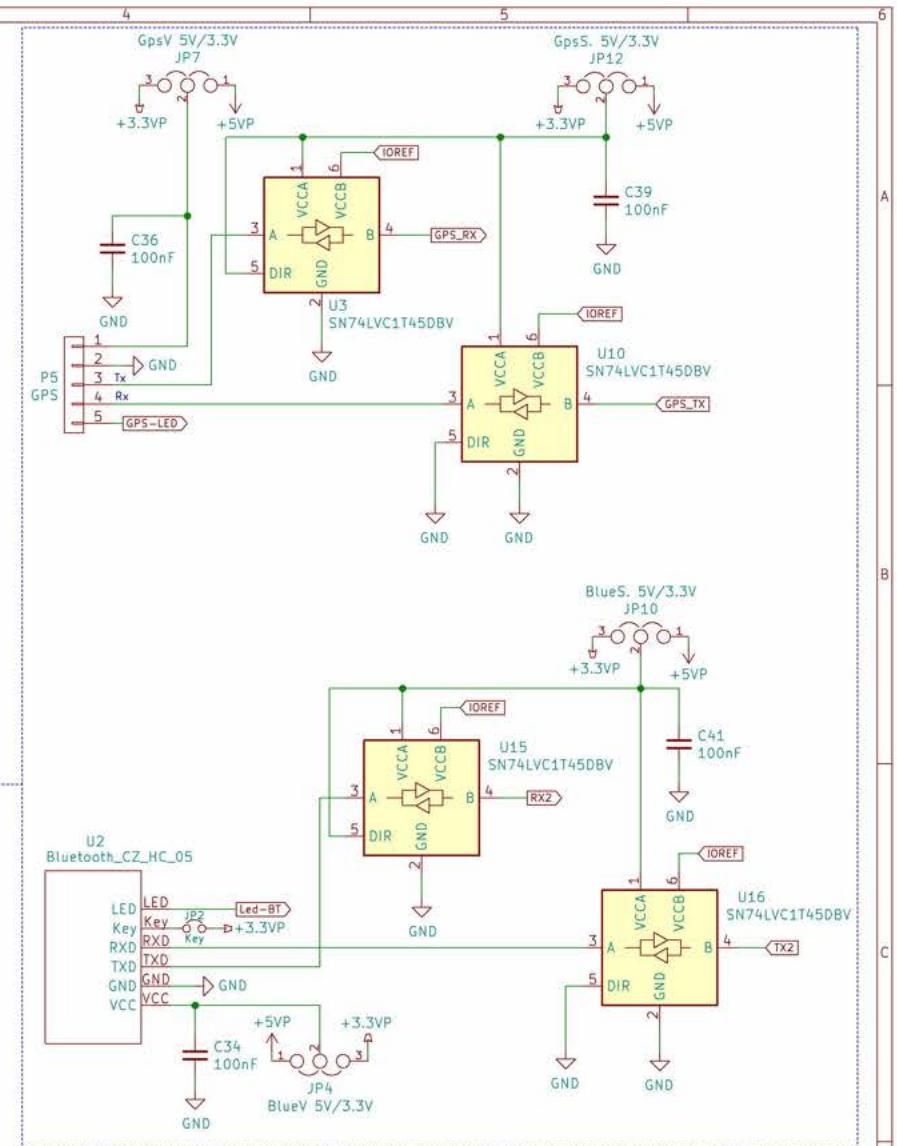 4
5
6
GpsV 5V/3.3V
JP7
3
2
1
+3.3VP
+5VP
GpsS. 5V/3.3V
JP12
3
2
1
+3.3VP
+5VP
IOREF
1
6
VCCA
VCCB
3
A
B
4
GPS_RX
5
DIR
GND
2
U3
SN74LVC1T45DBV
GND
C39
100nF
GND
A
C36
100nF
GND
P5
GPS
1
2
GND
3
Tx
4
Rx
5
GPS-LED
IOREF
1
6
VCCA
VCCB
U10
SN74LVC1T45DBV
3
A
B
4
GPS_TX
5
DIR
GND
2
GND
GND
B
BlueS. 5V/3.3V
JP10
3
2
1
+3.3VP
+5VP
IOREF
1
6
VCCA
VCCB
U15
SN74LVC1T45DBV
3
A
B
4
RX2
5
DIR
GND
2
GND
C41
100nF
GND
IOREF
1
6
VCCA
VCCB
U16
SN74LVC1T45DBV
3
A
B
4
TX2
5
DIR
GND
2
GND
GND
C
U2
Bluetooth_CZ_HC_05
LED
LED
Led-BT
Key
Key
JP2
Key
+3.3VP
RXD
RXD
TXD
TXD
GND
GND
GND
VCC
VCC
C34
100nF
GND
+5VP
+3.3VP
1
2
3
JP4
BlueV 5V/3.3V